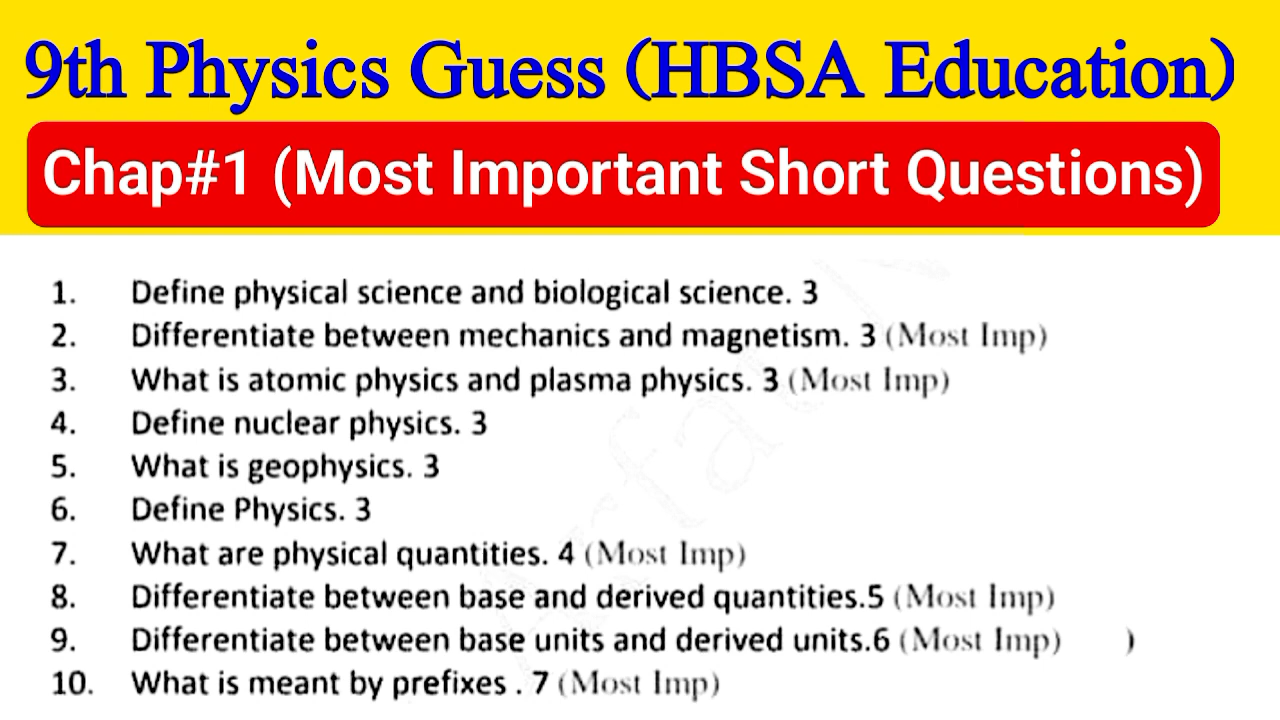 9th Physics Guess (HBSA Education)
Chap#1 (Most Important Short Questions)
1. Define physical science and biological science. 3
2. Differentiate between mechanics and magnetism. 3 (Most Imp)
3. What is atomic physics and plasma physics. 3 (Most Imp)
4. Define nuclear physics. 3
5. What is geophysics. 3
6. Define Physics. 3
7. What are physical quantities. 4 (Most Imp)
8. Differentiate between base and derived quantities.5 (Most Imp)
9. Differentiate between base units and derived units.6 (Most Imp) )
10. What is meant by prefixes . 7 (Most Imp)